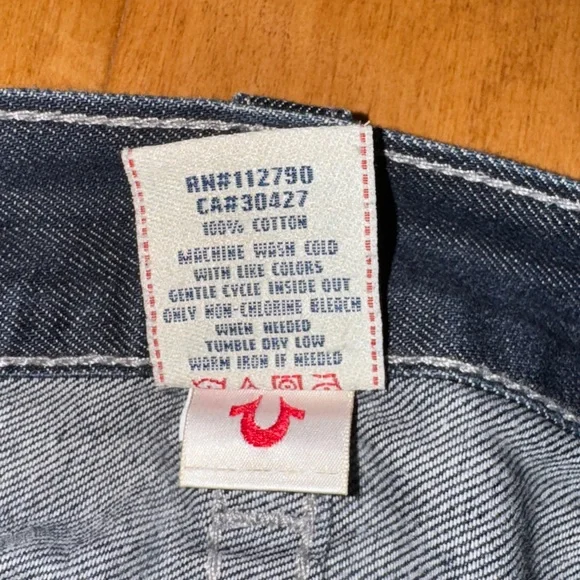 RN#112790
CA#30427
100% COTTON
MACHINE WASH COLD
WITH LIKE COLORS
GENTLE CYCLE INSIDE OUT
ONLY NON-CHLORINE BLEACH
WHEN NEEDED
TUMBLE DRY LOW
WARM IRON IF NEEDED